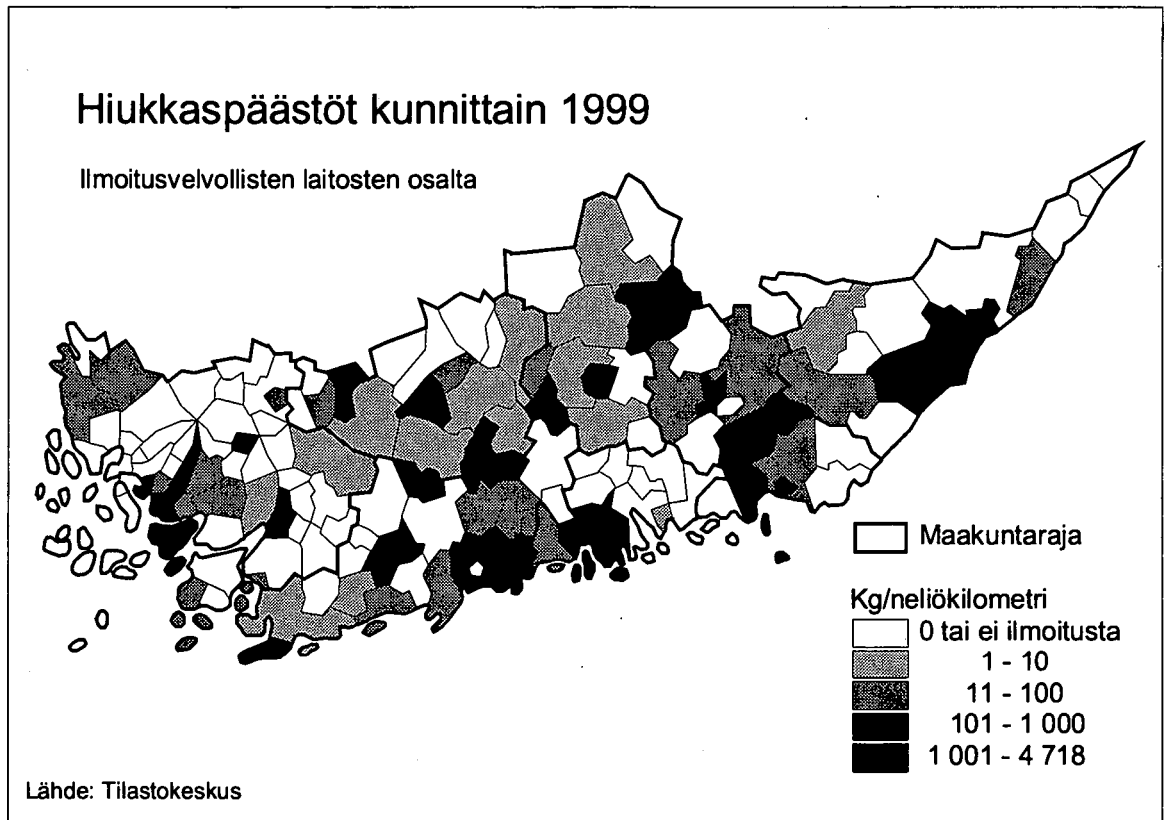 Hiukkaspäästöt kunnittain 1999
Ilmoitusvelvollisten laitosten osalta
Maakuntaraja
Kg/neliökilometri
0 tai ei ilmoitusta
1 - 10
11 - 100
101 - 1 000
1 001 - 4 718
Lähde: Tilastokeskus